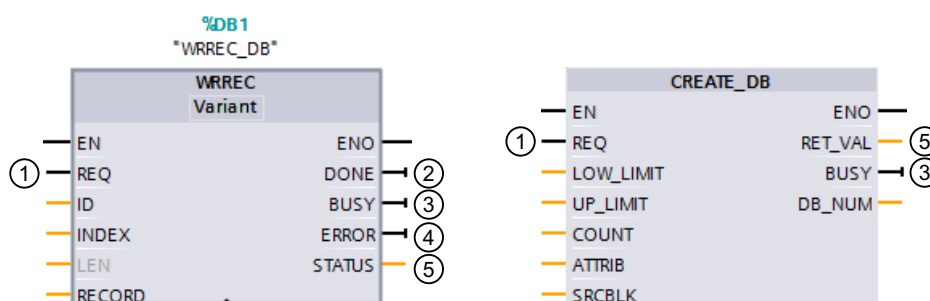 %DB1
"WRREC_DB"
WRREC
Variant
EN ENO
① REQ DONE ②
ID BUSY ③
INDEX ERROR ④
LEN STATUS ⑤
RECORD
CREATE_DB
EN ENO
① REQ RET_VAL ⑤
LOW_LIMIT BUSY ③
UP_LIMIT DB_NUM
COUNT
ATTRIB
SRCBLK